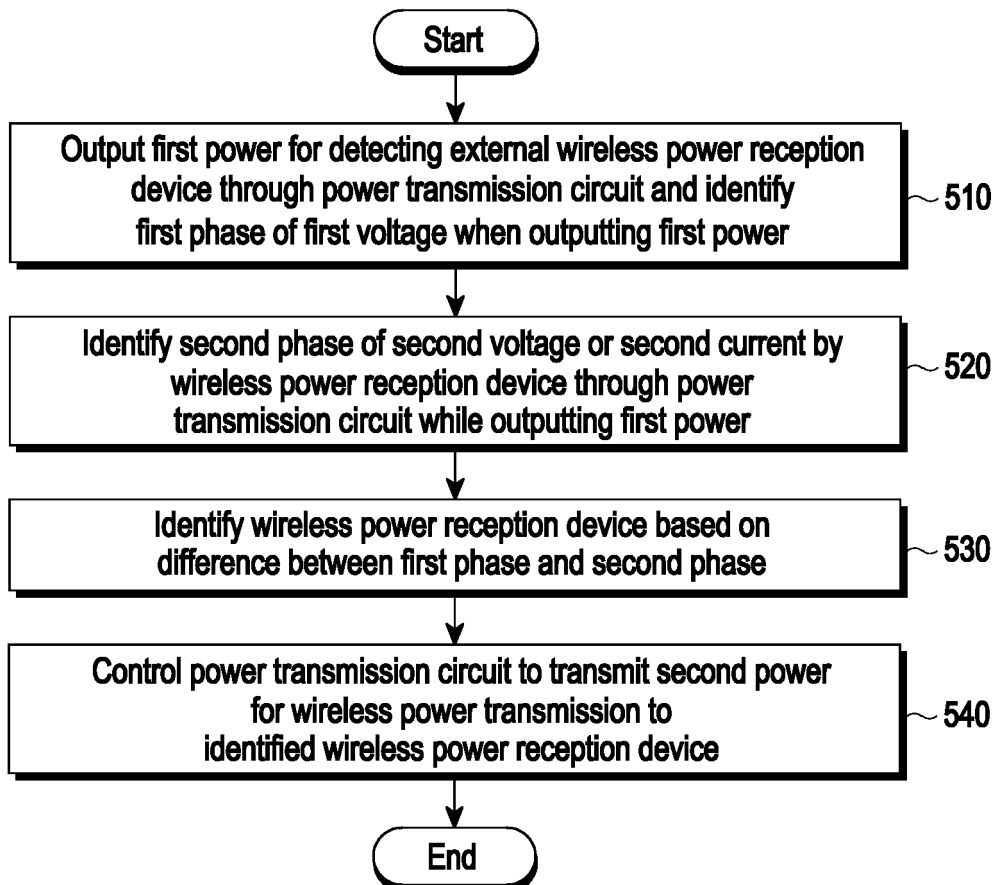 Start
Output first power for detecting external wireless power reception
device through power transmission circuit and identify
first phase of first voltage when outputting first power
510
Identify second phase of second voltage or second current by
wireless power reception device through power
transmission circuit while outputting first power
520
Identify wireless power reception device based on
difference between first phase and second phase
530
Control power transmission circuit to transmit second power
for wireless power transmission to
identified wireless power reception device
540
End